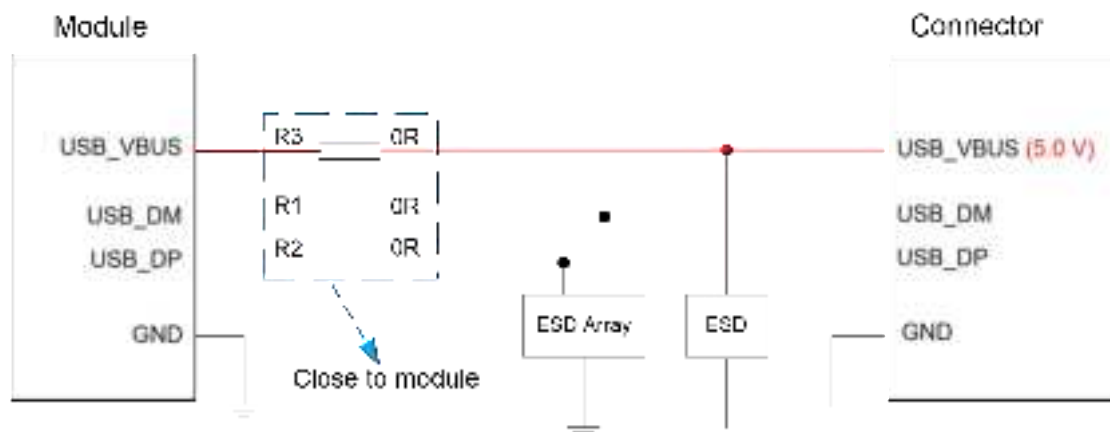 Module
Connector
USB_VBUS
R3
0R
USB_VBUS (5.0 V)
R1
0R
USB_DM
USB_DM
R2
0R
USB_DP
USB_DP
ESD Array
ESD
GND
GND
Close to module